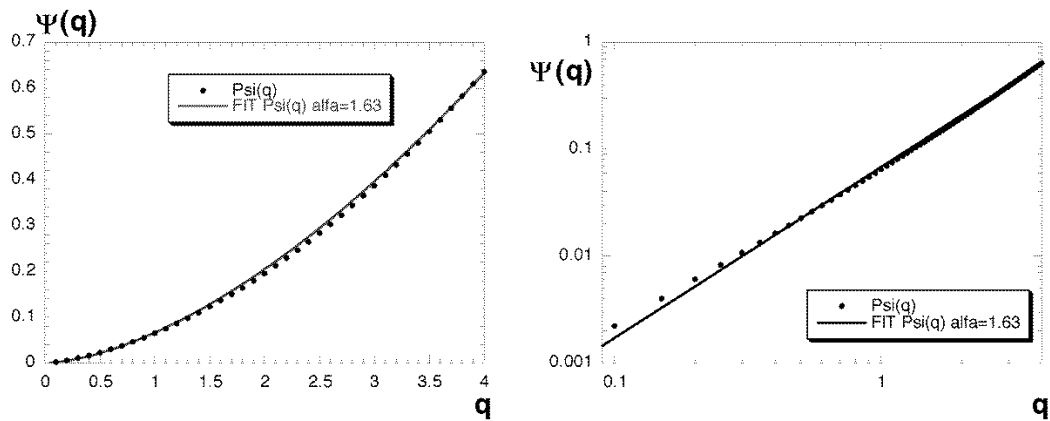 Ψ(q)
0.7
0.6
0.5
0.3
0.2
0.1
0
Psi(q)
FIT Psi(q) alfa=1.63
0 0.5 1 1.5 2 2.5 3 3.5 4
q
Ψ(q)
1
0.1
0.01
0.001
Psi(q)
FIT Psi(q) alfa=1.63
0.1 1
q